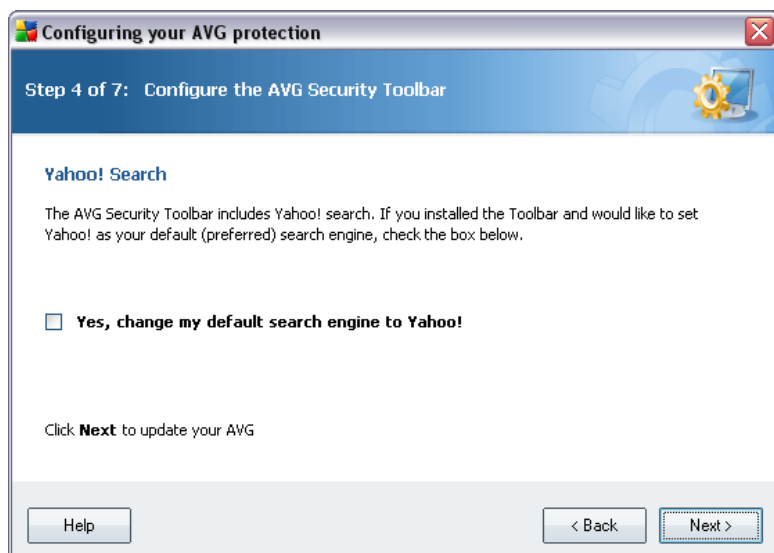 Configuring your AVG protection
Step 4 of 7: Configure the AVG Security Toolbar
Yahoo! Search
The AVG Security Toolbar includes Yahoo! search. If you installed the Toolbar and would like to set
Yahoo! as your default (preferred) search engine, check the box below.
Yes, change my default search engine to Yahoo!
Click Next to update your AVG
Help
< Back
Next >